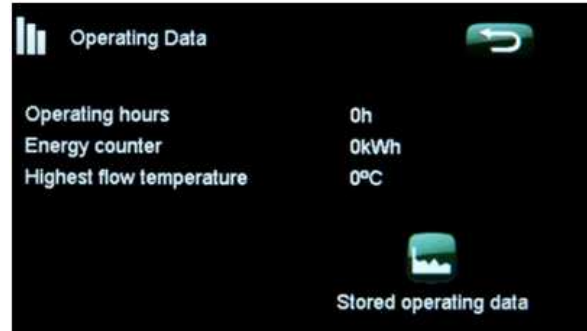 Operating Data
Operating hours 0h
Energy counter 0kWh
Highest flow temperature 0ºC
Stored operating data